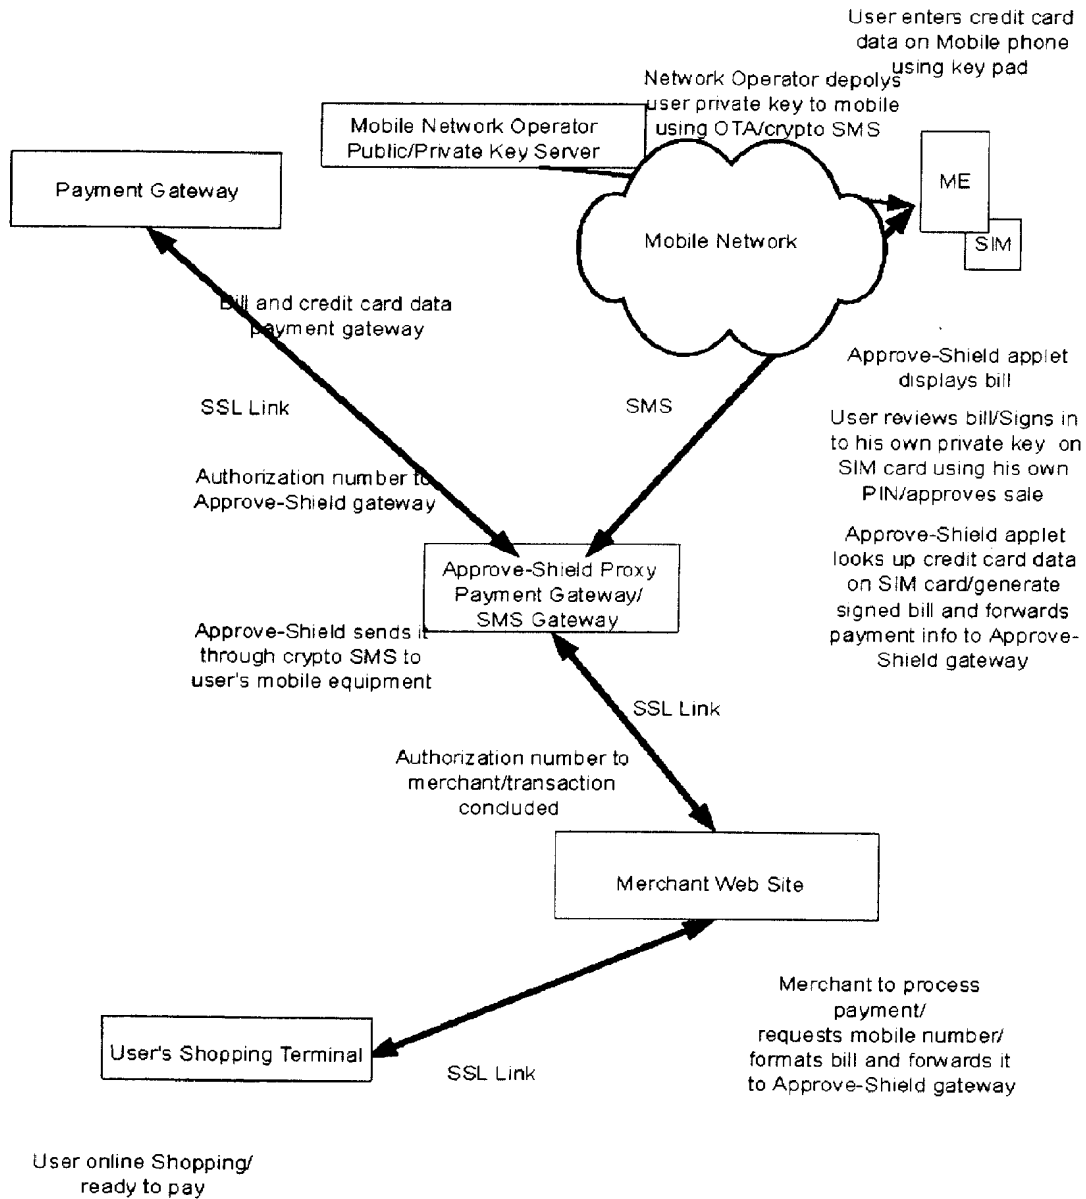 User enters credit card
data on Mobile phone
using key pad
Network Operator depolys
user private key to mobile
using OTA/crypto SMS
Mobile Network Operator
Public/Private Key Server
Payment Gateway
ME
SIM
Mobile Network
Bill and credit card data
payment gateway
SSL Link
SMS
Approve-Shield applet
displays bill
User reviews bill/Signs in
to his own private key on
SIM card using his own
PIN/approves sale
Authorization number to
Approve-Shield gateway
Approve-Shield applet
looks up credit card data
on SIM card/generate
signed bill and forwards
payment info to Approve-
Shield gateway
Approve-Shield Proxy
Payment Gateway/
SMS Gateway
Approve-Shield sends it
through crypto SMS to
user's mobile equipment
SSL Link
Authorization number to
merchant/transaction
concluded
Merchant Web Site
Merchant to process
payment/
requests mobile number/
formats bill and forwards it
to Approve-Shield gateway
User's Shopping Terminal
SSL Link
User online Shopping/
ready to pay